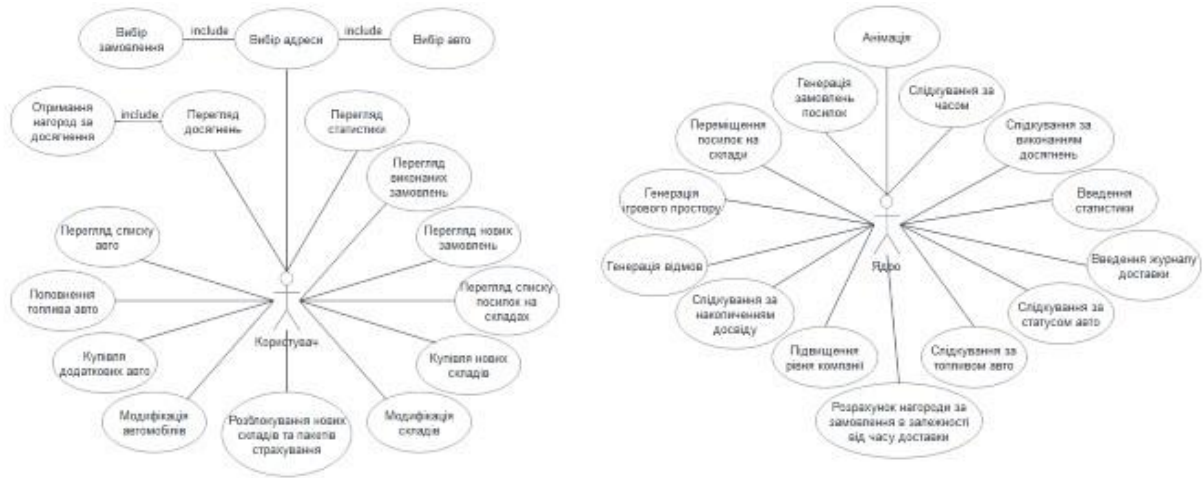 Вибір
замовлення
include
Вибір адреси
include
Вибір авто
Отримання
нагород за
досягнення
include
Перегляд
досягнень
Перегляд
статистики
Перегляд
виконаних
замовлень
Перегляд списку
авто
Перегляд нових
замовлень
Поповнення
топлива авто
Перегляд списку
посилок на
складах
Користувач
Купівля
додаткових авто
Купівля нових
складів
Модифікація
автомобілів
Розблокування нових
складів та пакетів
страхування
Модифікація
складів
Анімація
Генерація
замовлень
посилок
Слідкування за
часом
Переміщення
посилок на
склади
Слідкування за
виконанням
досягнень
Генерація
ігрового простору
Введення
статистики
Генерація відмов
Ядро
Введення журналу
доставки
Слідкування за
накопиченням
досвіду
Слідкування за
статусом авто
Підвищення
рівня компанії
Слідкування за
топливом авто
Розрахунок нагороди за
замовлення в залежності
від часу доставки